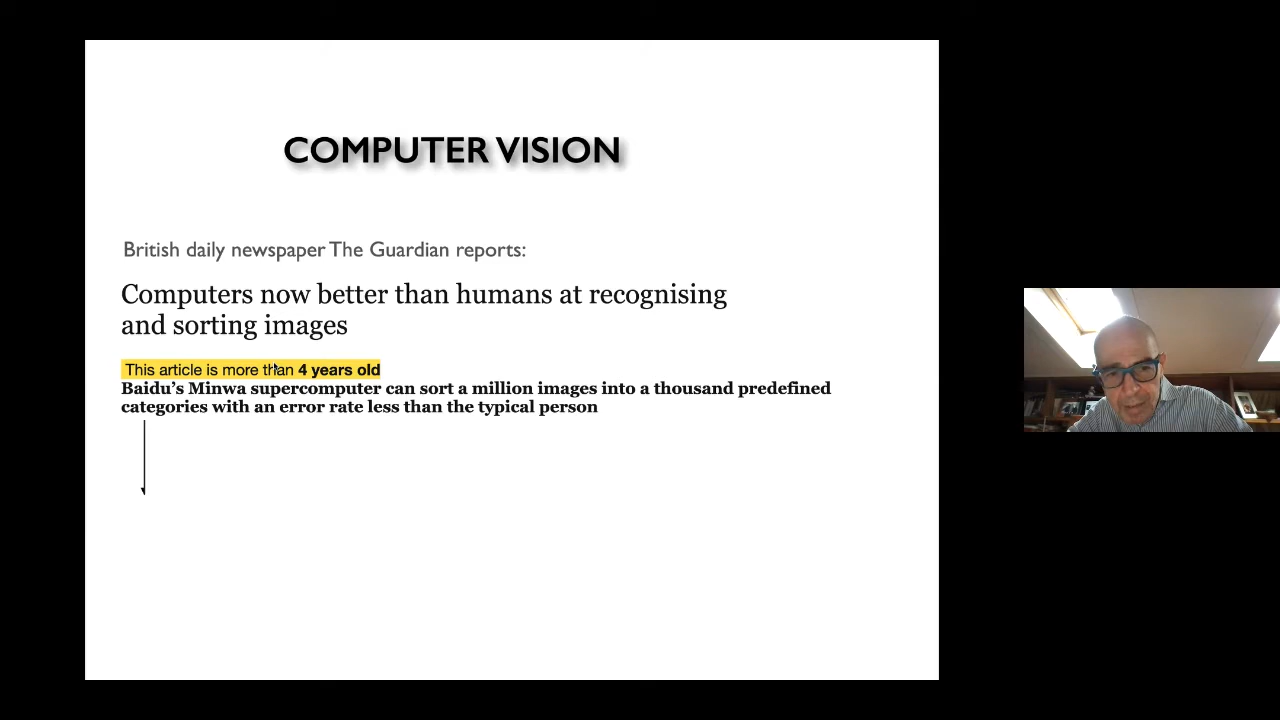 COMPUTER VISION
British daily newspaper The Guardian reports:
Computers now better than humans at recognising
and sorting images
This article is more than 4 years old
Baidu’s Minwa supercomputer can sort a million images into a thousand predefined
categories with an error rate less than the typical person